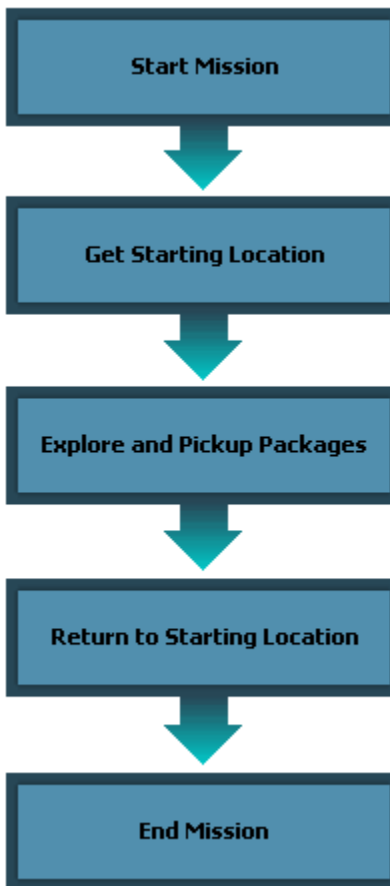 Start Mission
Get Starting Location
Explore and Pickup Packages
Return to Starting Location
End Mission